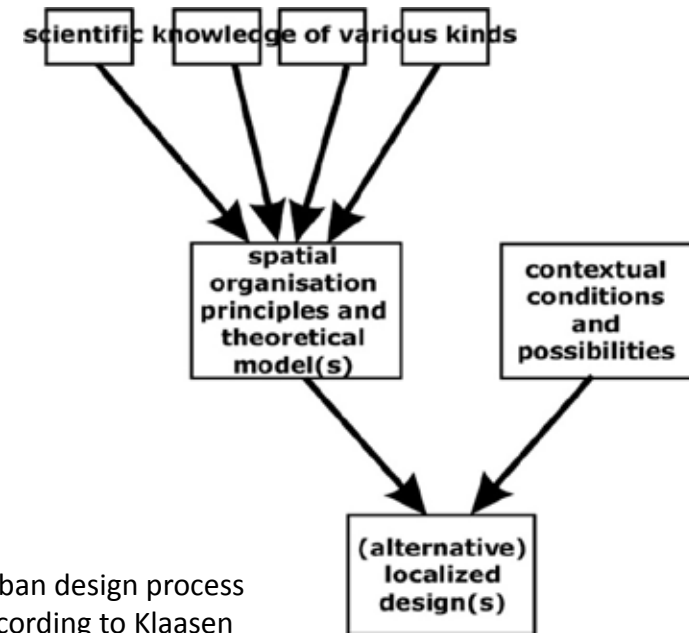 scientific knowledge of various kinds
spatial
organisation
principles and
theoretical
model(s)
contextual
conditions
and
possibilities
(alternative)
localized
design(s)
ban design process
cording to Klaasen